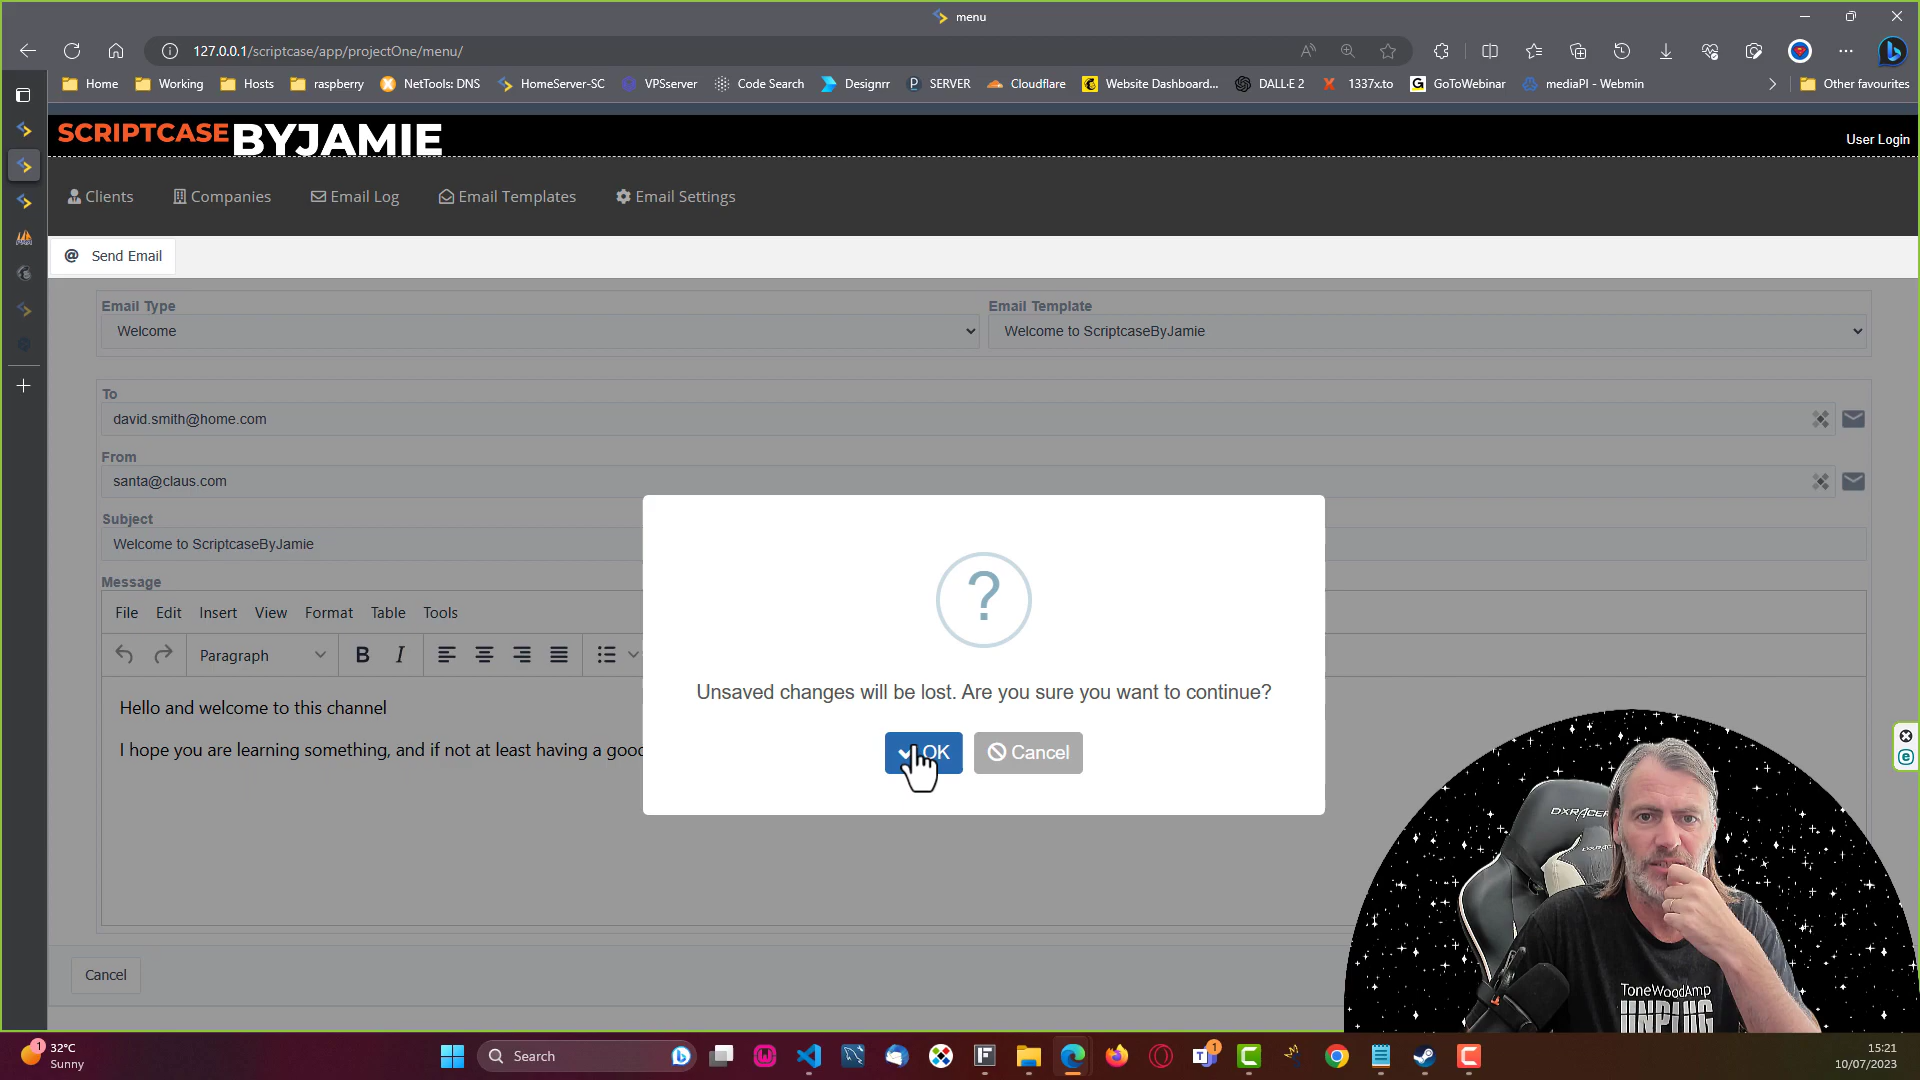 menu
127.0.0.1/scriptcase/app/projectOne/menu/
Home Working Hosts raspberry NetTools: DNS HomeServer-SC VPSserver Code Search Designrr SERVER Cloudflare Website Dashboard... DALL·E 2 1337x.to GoToWebinar mediaPI - Webmin Other favourites
SCRIPTCASEBYJAMIE
User Login
Clients Companies Email Log Email Templates Email Settings
@ Send Email
Email Type Email Template
Welcome Welcome to ScriptcaseByJamie
To
david.smith@home.com
From
santa@claus.com
Subject
Welcome to ScriptcaseByJamie
Message
File Edit Insert View Format Table Tools
Paragraph B I
Hello and welcome to this channel
I hope you are learning something, and if not at least having a good
?
Unsaved changes will be lost. Are you sure you want to continue?
OK Cancel
Cancel
DXRACER
ToneWoodAmp
UNPLUG
1
32°C
Sunny
Search
1
15:21
10/07/2023